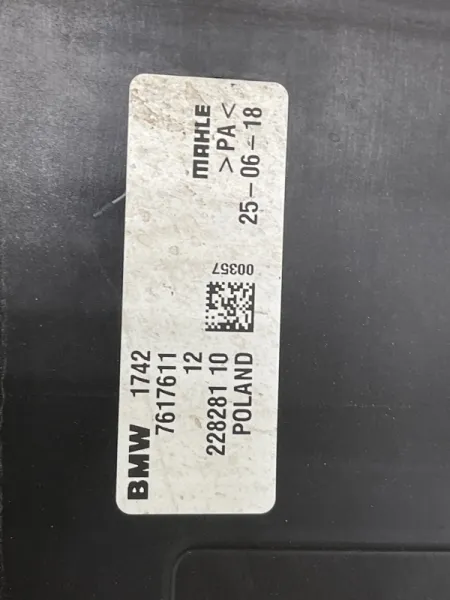 BMW 1742
7617611
12
228281 10
POLAND
00357
MAHLE
>PA<
25-06-18